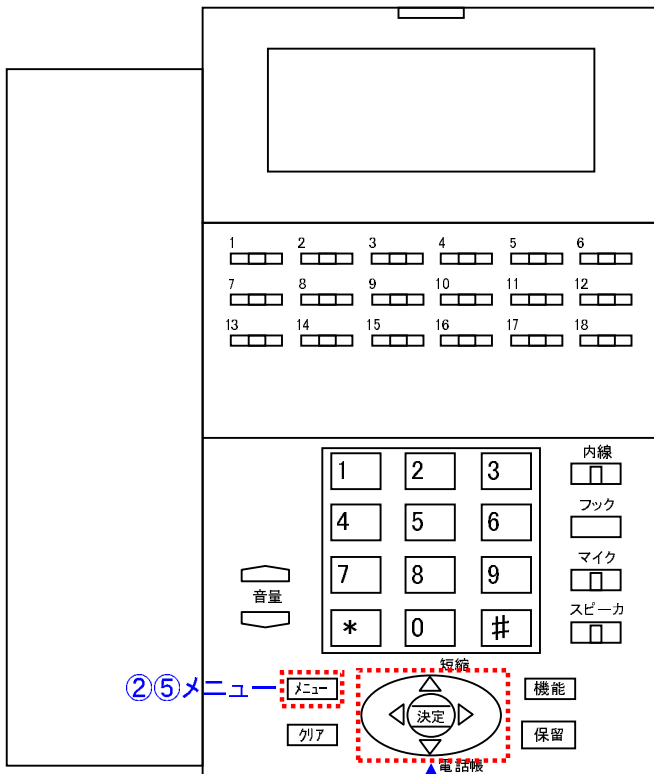 1 2 3 4 5 6
7 8 9 10 11 12
13 14 15 16 17 18
内線
1 2 3
フック
4 5 6
マイク
7 8 9
音量
スピーカ
* 0 #
短縮
②⑤メニュー
メニュー
機能
決定
クリア
保留
電話帳